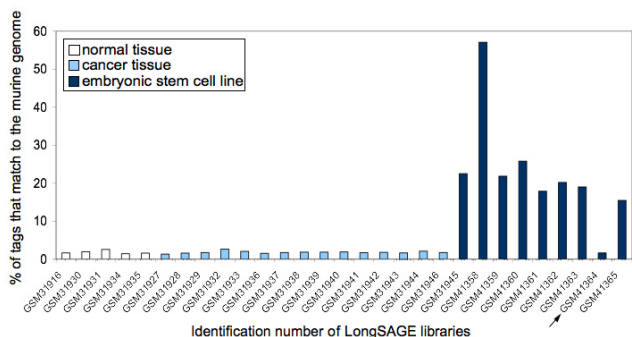 % of tags that match to the murine genome
60
50
40
30
20
10
0
normal tissue
cancer tissue
embryonic stem cell line
GSM31916
GSM31930
GSM31931
GSM31934
GSM31935
GSM31927
GSM31928
GSM31929
GSM31932
GSM31933
GSM31936
GSM31937
GSM31938
GSM31939
GSM31940
GSM31941
GSM31942
GSM31943
GSM31944
GSM31946
GSM31945
GSM41358
GSM41359
GSM41360
GSM41361
GSM41362
GSM41363
GSM41364
GSM41365
Identification number of LongSAGE libraries